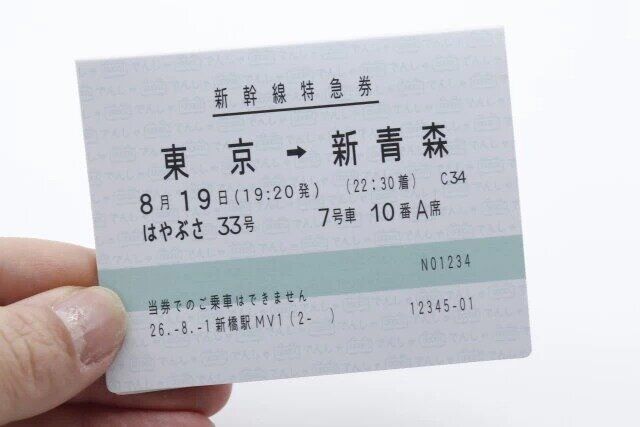 新幹線特急券
東京 → 新青森
8月19日(19:20発) (22:30着) C34
はやぶさ 33号 7号車 10番A席
N01234
当券でのご乗車はできません
26.-8.-1新橋駅MV1(2- ) 12345-01